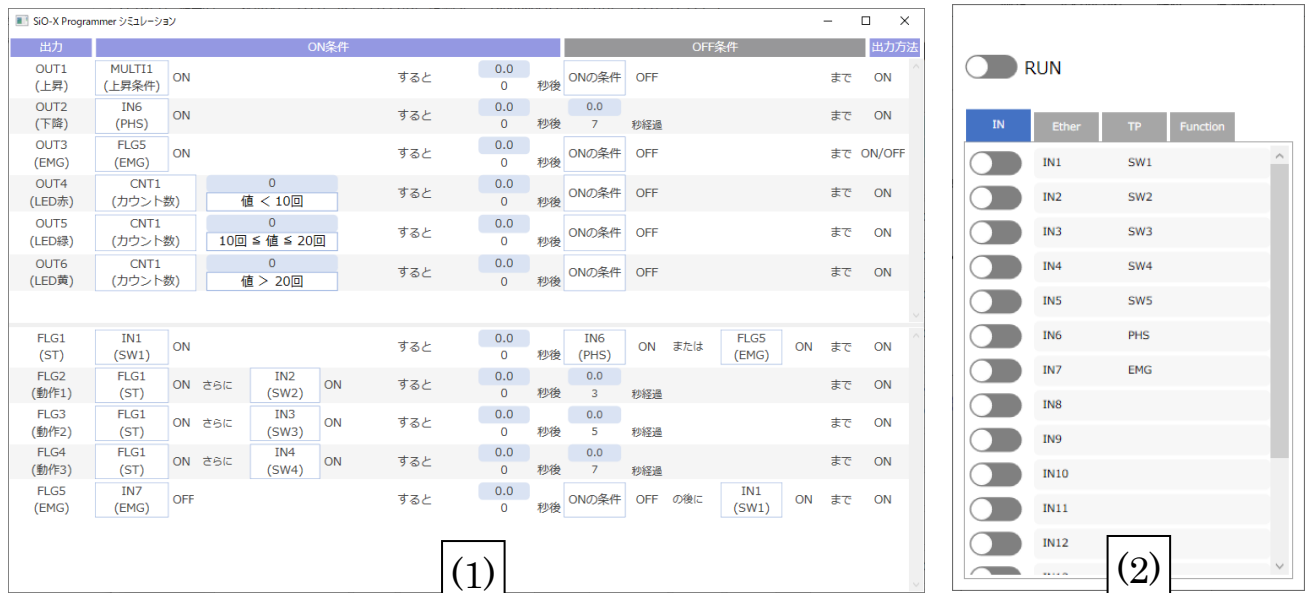 SiO-X Programmer シミュレーション
出力 ON条件 OFF条件 出力方法
OUT1 MULTI1 ON すると 0.0 ONの条件 OFF まで ON
(上昇) (上昇条件) 0 秒後
OUT2 IN6 ON すると 0.0 0.0 まで ON
(下降) (PHS) 0 秒後 7 秒経過
OUT3 FLG5 ON すると 0.0 ONの条件 OFF まで ON/OFF
(EMG) (EMG) 0 秒後
OUT4 CNT1 0 すると 0.0 ONの条件 OFF まで ON
(LED赤) (カウント数) 値 < 10回 0 秒後
OUT5 CNT1 0 すると 0.0 ONの条件 OFF まで ON
(LED緑) (カウント数) 10回 ≦ 値 ≦ 20回 0 秒後
OUT6 CNT1 0 すると 0.0 ONの条件 OFF まで ON
(LED黄) (カウント数) 値 > 20回 0 秒後
FLG1 IN1 ON すると 0.0 IN6 ON または FLG5 ON まで ON
(ST) (SW1) 0 秒後 (PHS) (EMG)
FLG2 FLG1 ON さらに IN2 ON すると 0.0 0.0 まで ON
(動作1) (ST) (SW2) 0 秒後 3 秒経過
FLG3 FLG1 ON さらに IN3 ON すると 0.0 0.0 まで ON
(動作2) (ST) (SW3) 0 秒後 5 秒経過
FLG4 FLG1 ON さらに IN4 ON すると 0.0 0.0 まで ON
(動作3) (ST) (SW4) 0 秒後 7 秒経過
FLG5 IN7 OFF すると 0.0 ONの条件 OFF の後に IN1 ON まで ON
(EMG) (EMG) 0 秒後 (SW1)
(1)
RUN
IN Ether TP Function
IN1 SW1
IN2 SW2
IN3 SW3
IN4 SW4
IN5 SW5
IN6 PHS
IN7 EMG
IN8
IN9
IN10
IN11
IN12
(2)